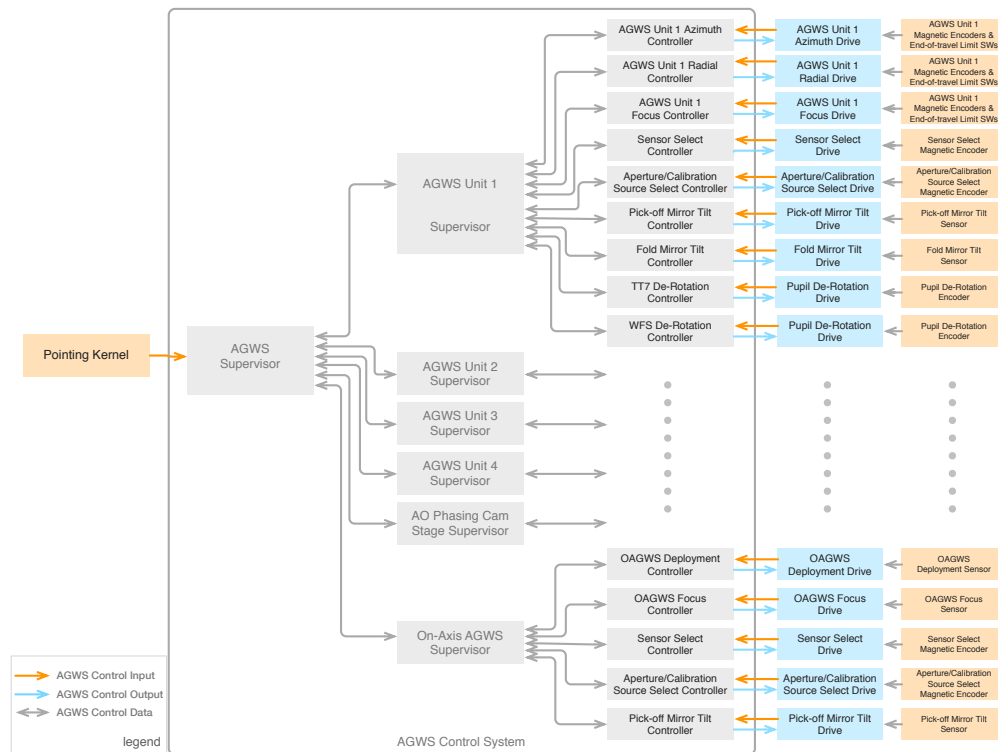 AGWS Unit 1 Azimuth
Controller
AGWS Unit 1
Azimuth Drive
AGWS Unit 1
Magnetic Encoders &
End-of-travel Limit SWs
AGWS Unit 1 Radial
Controller
AGWS Unit 1
Radial Drive
AGWS Unit 1
Magnetic Encoders &
End-of-travel Limit SWs
AGWS Unit 1
Focus Controller
AGWS Unit 1
Focus Drive
AGWS Unit 1
Magnetic Encoders &
End-of-travel Limit SWs
Sensor Select
Controller
Sensor Select
Drive
Sensor Select
Magnetic Encoder
Aperture/Calibration
Source Select Controller
Aperture/Calibration
Source Select Drive
Aperture/Calibration
Source Select
Magnetic Encoder
Pick-off Mirror Tilt
Controller
Pick-off Mirror Tilt
Drive
Pick-off Mirror Tilt
Sensor
Fold Mirror Tilt
Controller
Fold Mirror Tilt
Drive
Fold Mirror Tilt
Sensor
TT7 De-Rotation
Controller
Pupil De-Rotation
Drive
Pupil De-Rotation
Encoder
WFS De-Rotation
Controller
Pupil De-Rotation
Drive
Pupil De-Rotation
Encoder
AGWS Unit 1
Supervisor
Pointing Kernel
AGWS
Supervisor
AGWS Unit 2
Supervisor
AGWS Unit 3
Supervisor
AGWS Unit 4
Supervisor
AO Phasing Cam
Stage Supervisor
On-Axis AGWS
Supervisor
OAGWS Deployment
Controller
OAGWS
Deployment Drive
OAGWS
Deployment Sensor
OAGWS Focus
Controller
OAGWS Focus
Drive
OAGWS Focus
Sensor
Sensor Select
Controller
Sensor Select
Drive
Sensor Select
Magnetic Encoder
Aperture/Calibration
Source Select Controller
Aperture/Calibration
Source Select Drive
Aperture/Calibration
Source Select
Magnetic Encoder
Pick-off Mirror Tilt
Controller
Pick-off Mirror Tilt
Drive
Pick-off Mirror Tilt
Sensor
AGWS Control Input
AGWS Control Output
AGWS Control Data
legend
AGWS Control System